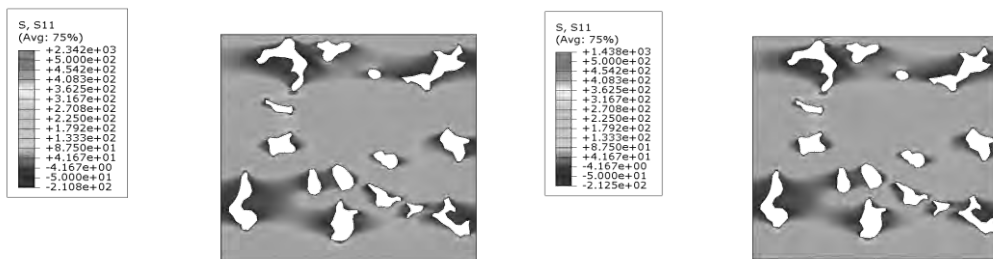 S, S11
(Avg: 75%)
+2.342e+03
+5.000e+02
+4.542e+02
+4.083e+02
+3.625e+02
+3.167e+02
+2.708e+02
+2.250e+02
+1.792e+02
+1.333e+02
+8.750e+01
+4.167e+01
-4.167e+00
-5.000e+01
-2.108e+02
S, S11
(Avg: 75%)
+1.438e+03
+5.000e+02
+4.542e+02
+4.083e+02
+3.625e+02
+3.167e+02
+2.708e+02
+2.250e+02
+1.792e+02
+1.333e+02
+8.750e+01
+4.167e+01
-4.167e+00
-5.000e+01
-2.125e+02